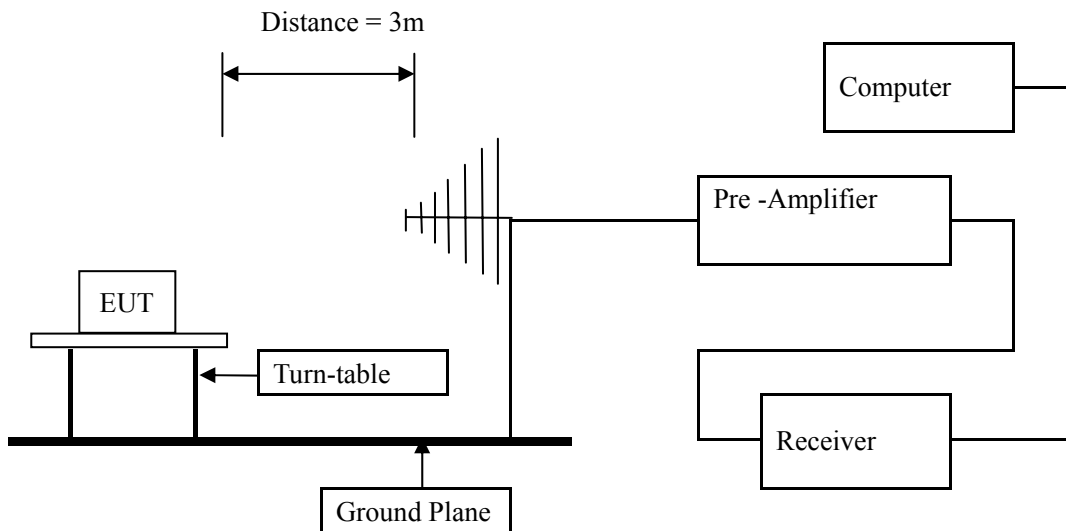 Distance = 3m
Computer
Pre -Amplifier
EUT
Turn-table
Receiver
Ground Plane